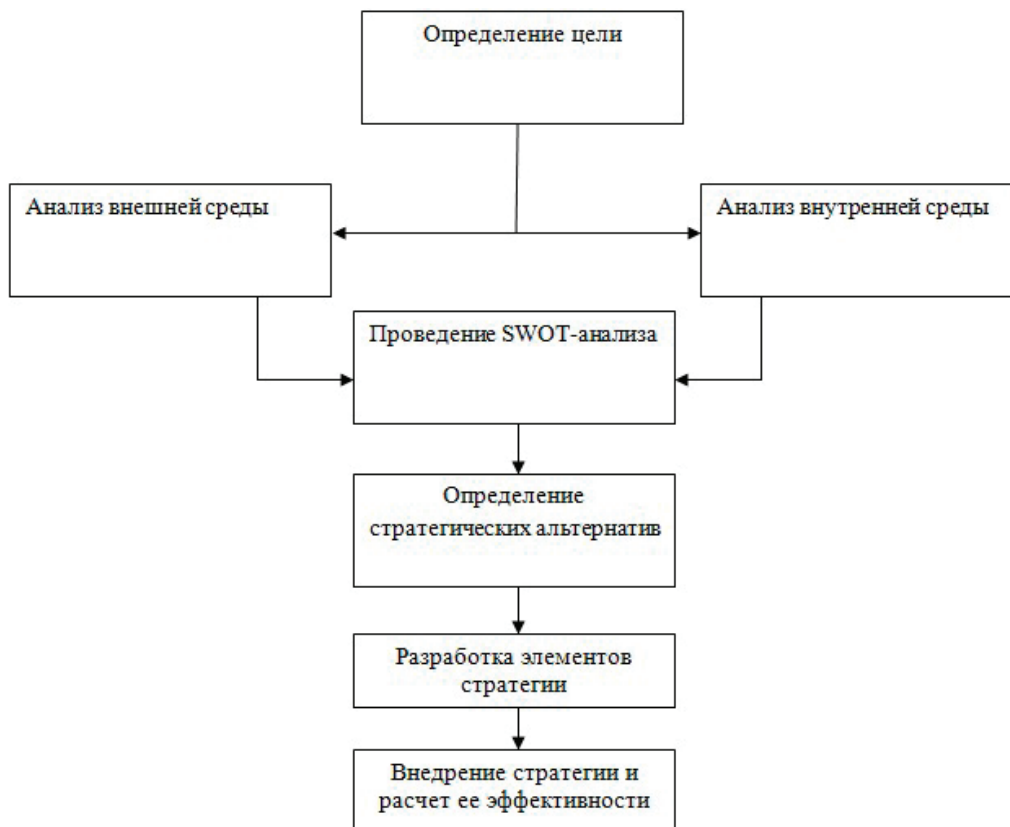 Определение цели
Анализ внешней среды
Анализ внутренней среды
Проведение SWOT-анализа
Определение
стратегических альтернатив
Разработка элементов
стратегии
Внедрение стратегии и
расчет ее эффективности